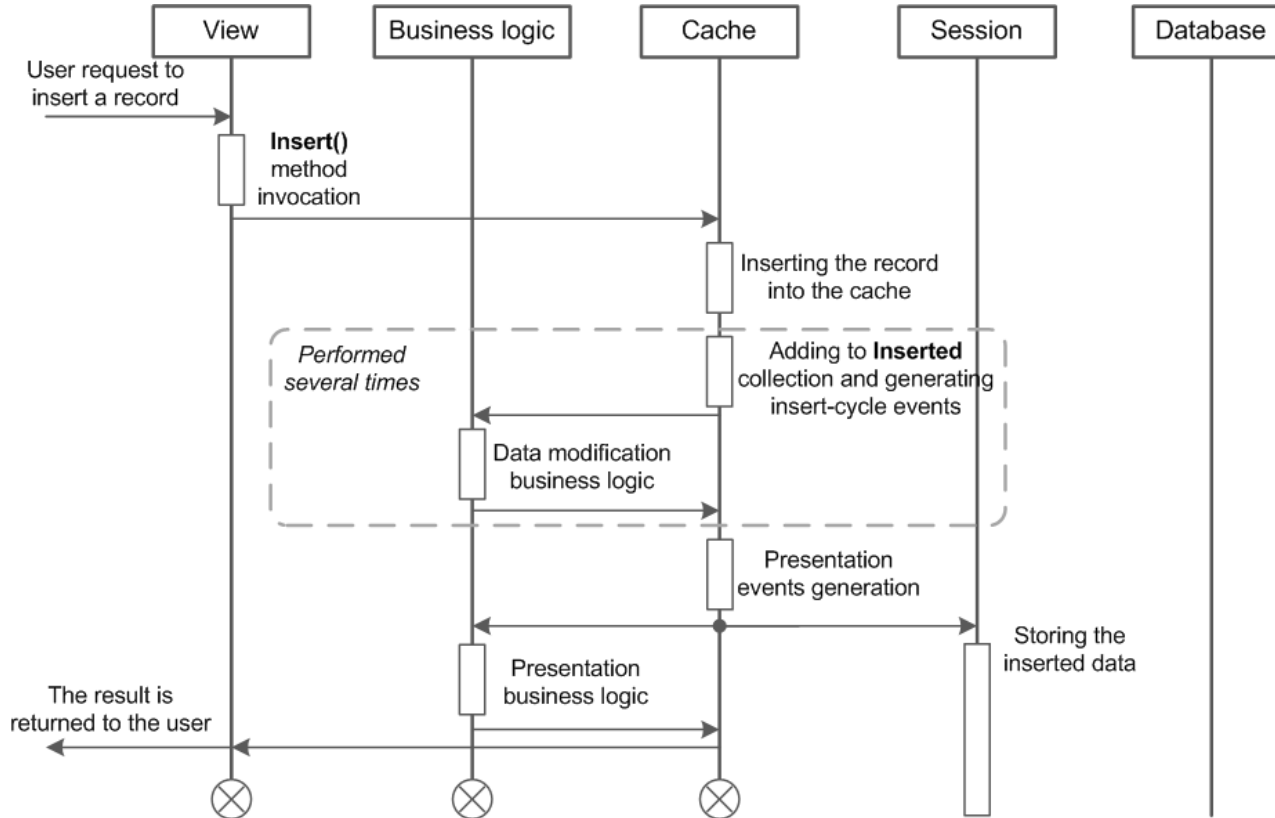 View
Business logic
Cache
Session
Database
User request to
insert a record
Insert()
method
invocation
Inserting the record
into the cache
Performed
several times
Adding to Inserted
collection and generating
insert-cycle events
Data modification
business logic
Presentation
events generation
Storing the
inserted data
Presentation
business logic
The result is
returned to the user